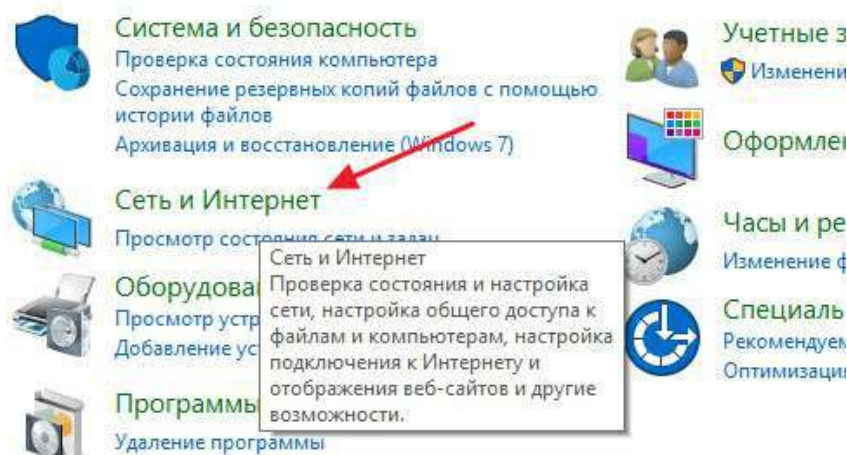 Система и безопасность
Проверка состояния компьютера
Сохранение резервных копий файлов с помощью
истории файлов
Архивация и восстановление (Windows 7)
Сеть и Интернет
Просмотр состояния сети и задач
Оборудова
Просмотр устр
Добавление ус
Программы
Удаление программы
Сеть и Интернет
Проверка состояния и настройка
сети, настройка общего доступа к
файлам и компьютерам, настройка
подключения к Интернету и
отображения веб-сайтов и другие
возможности.
Учетные з
Изменени
Оформле
Часы и ре
Изменение ф
Специаль
Рекомендуем
Оптимизация